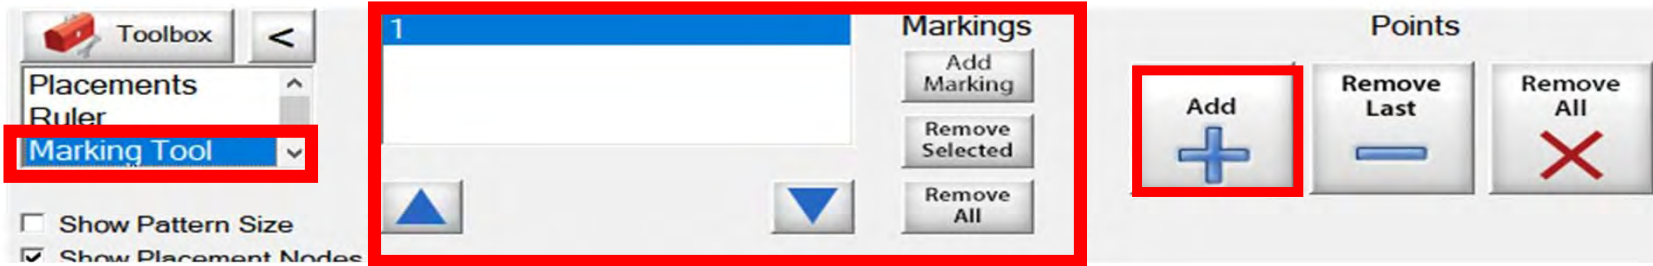 Toolbox
<
Placements
Ruler
Marking Tool
Show Pattern Size
Show Placement Nodes
1
Markings
Add
Marking
Remove
Selected
Remove
All
Points
Add
Remove
Last
Remove
All